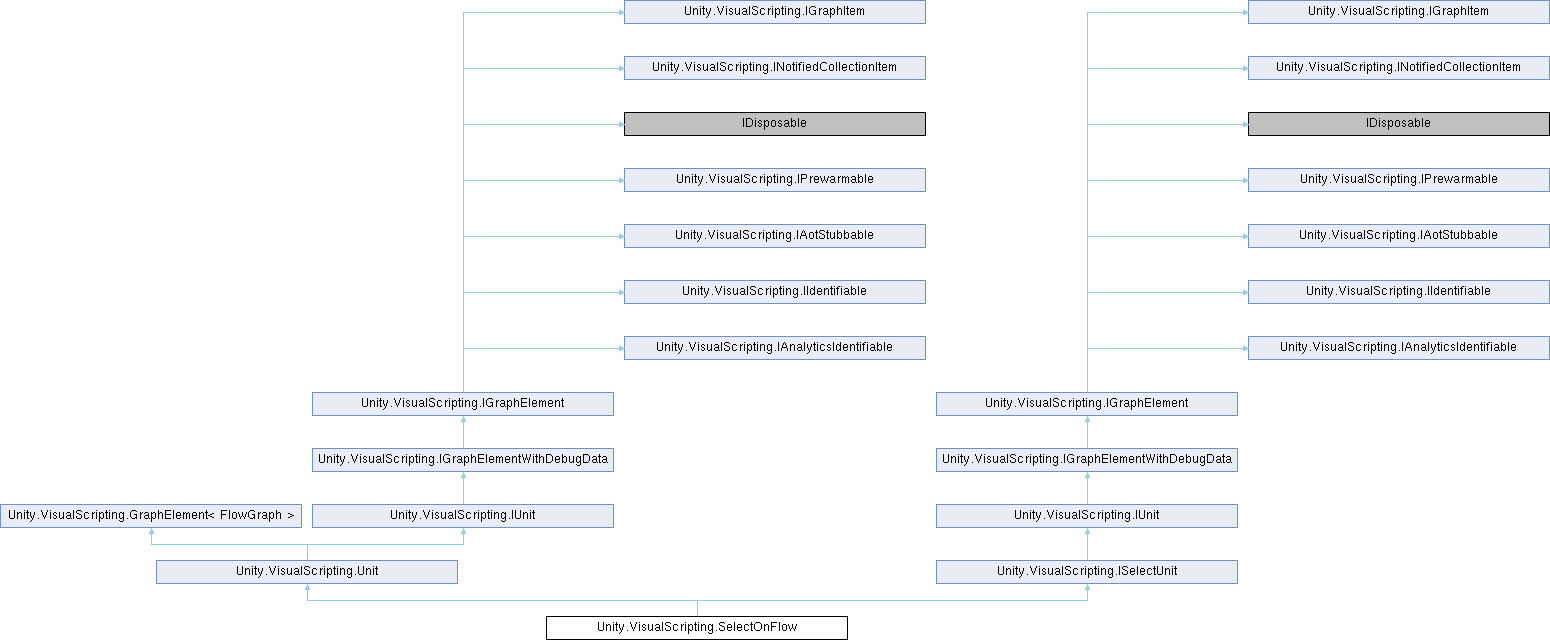 Unity.VisualScripting.IGraphItem Unity.VisualScripting.IGraphItem
Unity.VisualScripting.INotifiedCollectionItem Unity.VisualScripting.INotifiedCollectionItem
IDisposable IDisposable
Unity.VisualScripting.IPrewarmable Unity.VisualScripting.IPrewarmable
Unity.VisualScripting.IAotStubbable Unity.VisualScripting.IAotStubbable
Unity.VisualScripting.IIdentifiable Unity.VisualScripting.IIdentifiable
Unity.VisualScripting.IAnalyticsIdentifiable Unity.VisualScripting.IAnalyticsIdentifiable
Unity.VisualScripting.IGraphElement Unity.VisualScripting.IGraphElement
Unity.VisualScripting.IGraphElementWithDebugData Unity.VisualScripting.IGraphElementWithDebugData
Unity.VisualScripting.GraphElement< FlowGraph > Unity.VisualScripting.IUnit Unity.VisualScripting.IUnit
Unity.VisualScripting.Unit Unity.VisualScripting.ISelectUnit
Unity.VisualScripting.SelectOnFlow